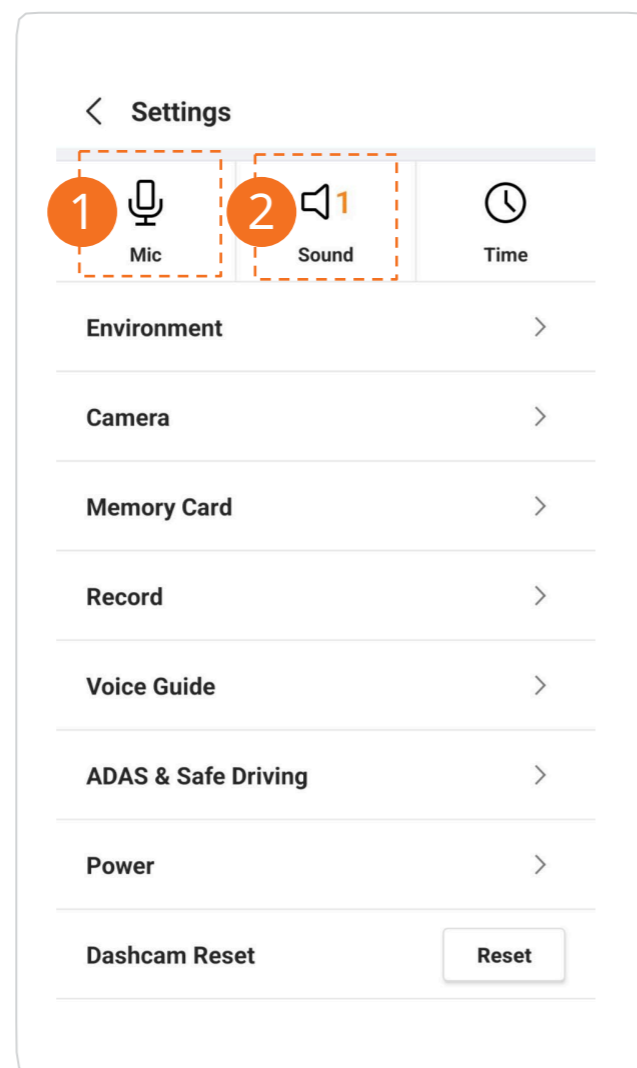 Settings
1
2
1
Mic
Sound
Time
Environment
Camera
Memory Card
Record
Voice Guide
ADAS & Safe Driving
Power
Dashcam Reset
Reset